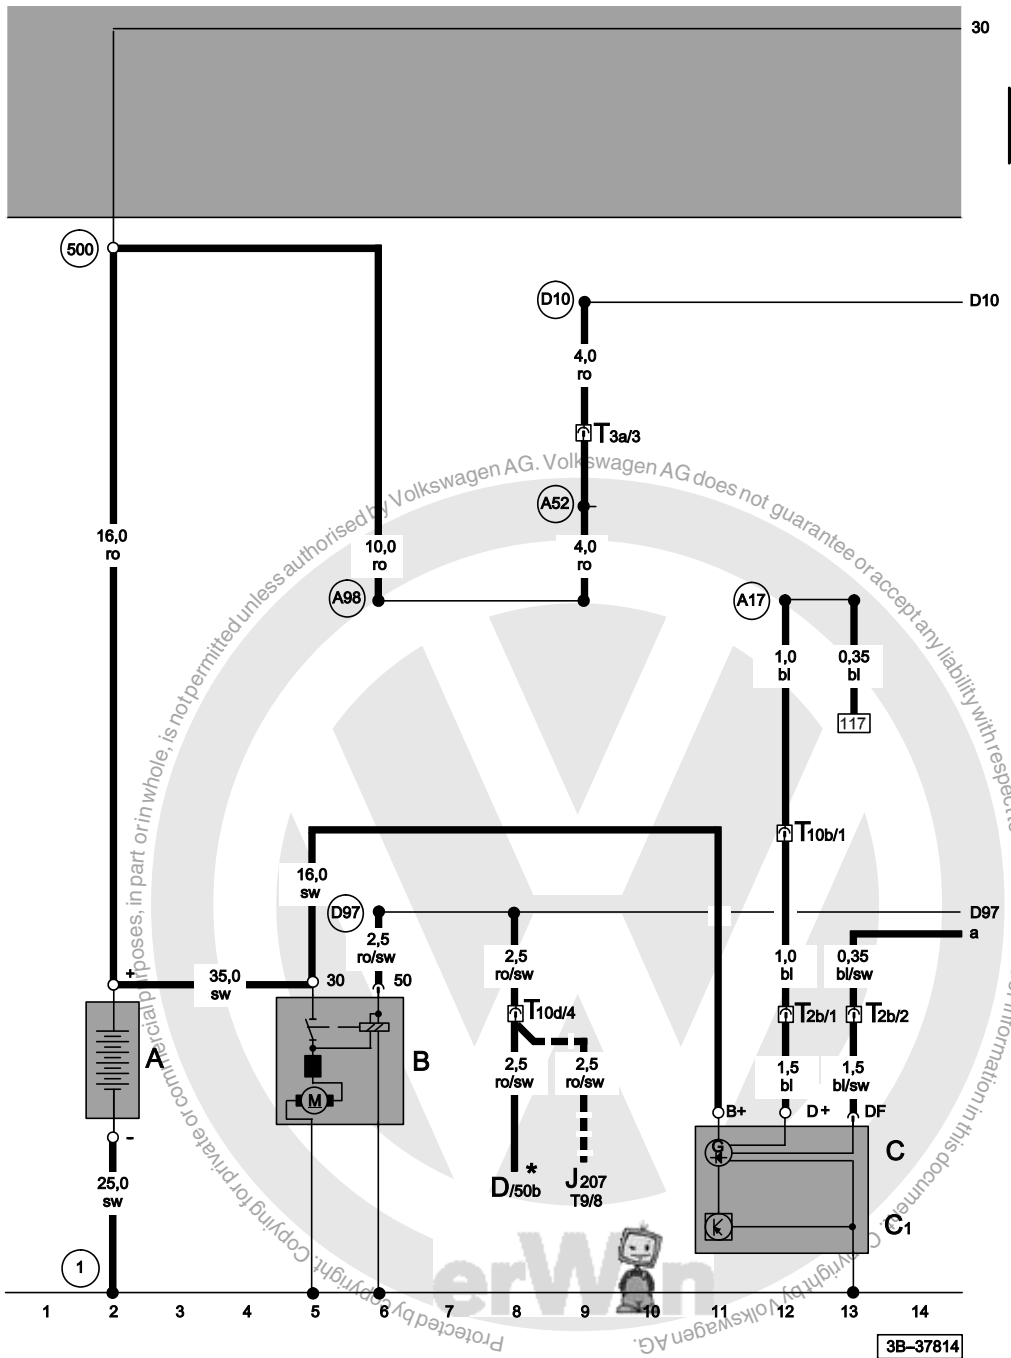 30
500
D10
D10
4,0
ro
T3a/3
A52
16,0
ro
10,0
ro
4,0
ro
A98
A17
1,0
bl
0,35
bl
117
T10b/1
16,0
sw
D97
D97
a
2,5
ro/sw
2,5
ro/sw
1,0
bl
0,35
bl/sw
+
35,0
sw
30
50
T10d/4
T2b/1
T2b/2
A
B
M
2,5
ro/sw
2,5
ro/sw
1,5
bl
1,5
bl/sw
B+
D+
DF
-
25,0
sw
D/50b
*
J207
T9/8
G
C
C1
1
erWin
1 2 3 4 5 6 7 8 9 10 11 12 13 14
3B–37814
Protected by copyright. Copying for private or commercial purposes, in part or in whole, is not permitted unless authorised by Volkswagen AG. Volkswagen AG does not guarantee or accept any liability with respect to
of information in this document. Copyright by Volkswagen AG.